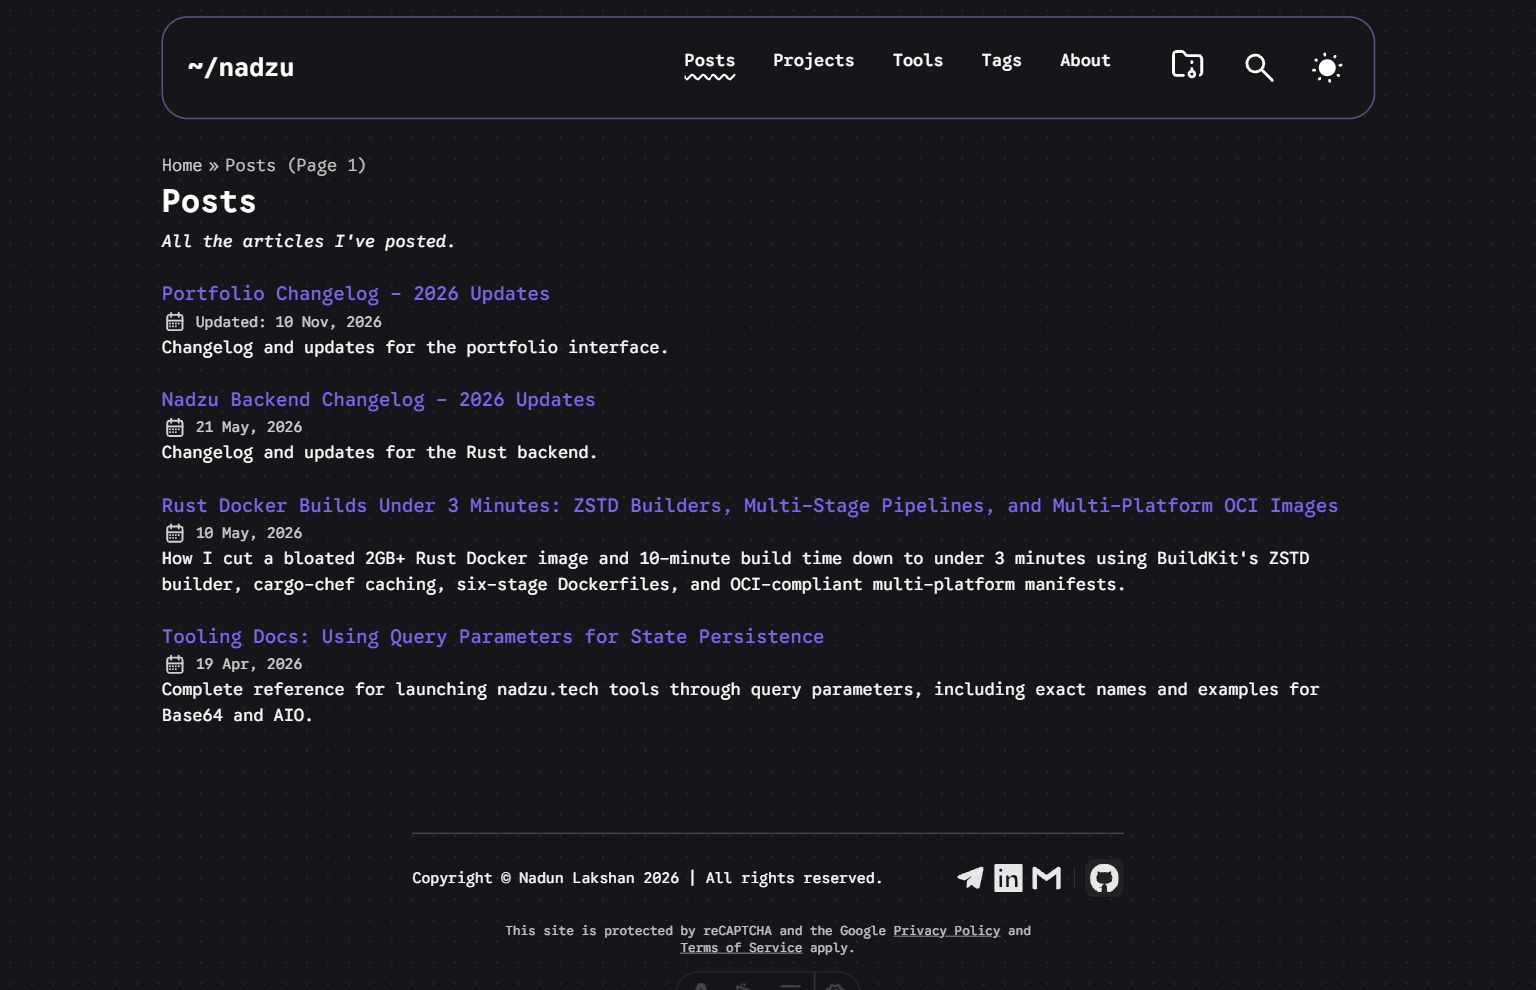 ~/nadzu
Posts Projects Tools Tags About
Home » Posts (Page 1)
Posts
All the articles I've posted.
Portfolio Changelog - 2026 Updates
Updated: 10 Nov, 2026
Changelog and updates for the portfolio interface.
Nadzu Backend Changelog - 2026 Updates
21 May, 2026
Changelog and updates for the Rust backend.
Rust Docker Builds Under 3 Minutes: ZSTD Builders, Multi-Stage Pipelines, and Multi-Platform OCI Images
10 May, 2026
How I cut a bloated 2GB+ Rust Docker image and 10-minute build time down to under 3 minutes using BuildKit's ZSTD
builder, cargo-chef caching, six-stage Dockerfiles, and OCI-compliant multi-platform manifests.
Tooling Docs: Using Query Parameters for State Persistence
19 Apr, 2026
Complete reference for launching nadzu.tech tools through query parameters, including exact names and examples for
Base64 and AIO.
Copyright © Nadun Lakshan 2026 | All rights reserved.
in
This site is protected by reCAPTCHA and the Google Privacy Policy and
Terms of Service apply.